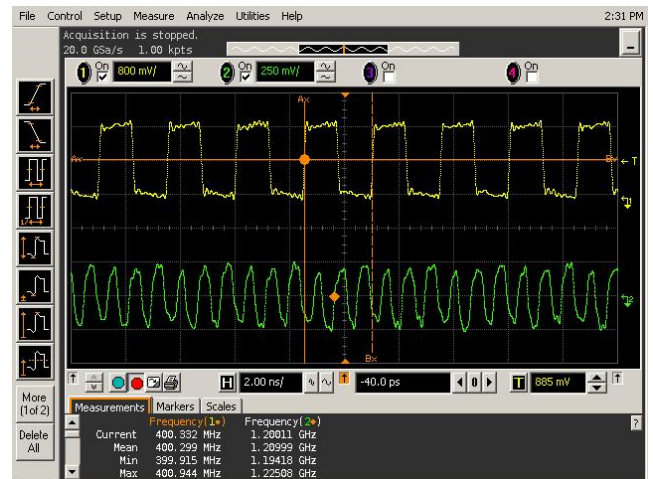 File Control Setup Measure Analyze Utilities Help 2:31 PM
Acquisition is stopped.
20.0 GSa/s 1.00 kpts
1 On 800 mV/ 2 On 250 mV/ 3 On 4 On
Ax
Ax Bx T
1
2
Bx
H 2.00 ns/ T -40.0 ps 0 T 885 mV
More
(1 of 2)
Delete
All
Measurements Markers Scales
Frequency(1) Frequency(2) ?
Current 400.332 MHz 1.20011 GHz
Mean 400.299 MHz 1.20999 GHz
Min 399.915 MHz 1.19418 GHz
Max 400.944 MHz 1.22508 GHz